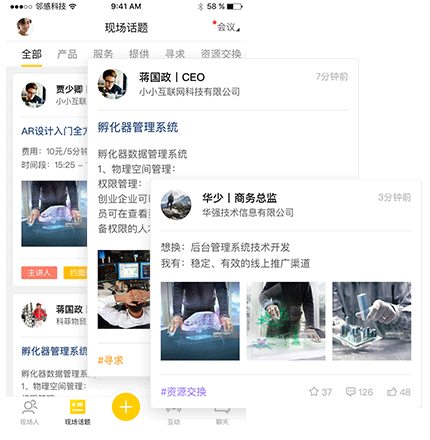 邻感科技
9:41 AM
58 %
现场话题
会议
全部 产品 服务 提供 寻求 资源交换
贾少卿丨
小小互
AR设计入门全
费用：10元/5分钟
时间段：15:25 -
主讲人
约
蒋国政丨
科菲物贸
孵化器管理系统
孵化器数据管理系统
1、物理空间管理：
蒋国政丨CEO
7分钟前
小小互联网科技有限公司
孵化器管理系统
孵化器数据管理系统
1、物理空间管理：
权限管理：
创业企业可
员可在查看
备权限的人
#寻求
华少丨商务总监
3分钟前
华强技术信息有限公司
想换：后台管理系统技术开发
我有：稳定、有效的线上推广渠道
#资源交换
37
126
48
现场人
现场话题
互动
聊天